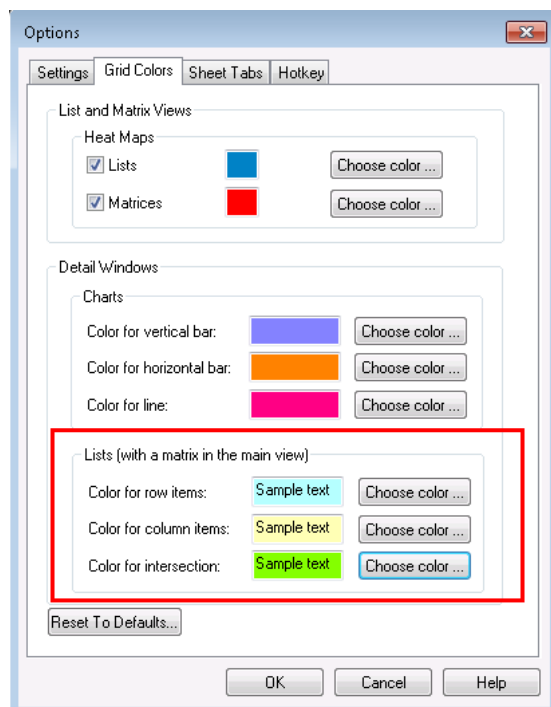 Options
Settings Grid Colors Sheet Tabs Hotkey
List and Matrix Views
Heat Maps
Lists Choose color ...
Matrices Choose color ...
Detail Windows
Charts
Color for vertical bar: Choose color ...
Color for horizontal bar: Choose color ...
Color for line: Choose color ...
Lists (with a matrix in the main view)
Color for row items: Sample text Choose color ...
Color for column items: Sample text Choose color ...
Color for intersection: Sample text Choose color ...
Reset To Defaults...
OK Cancel Help